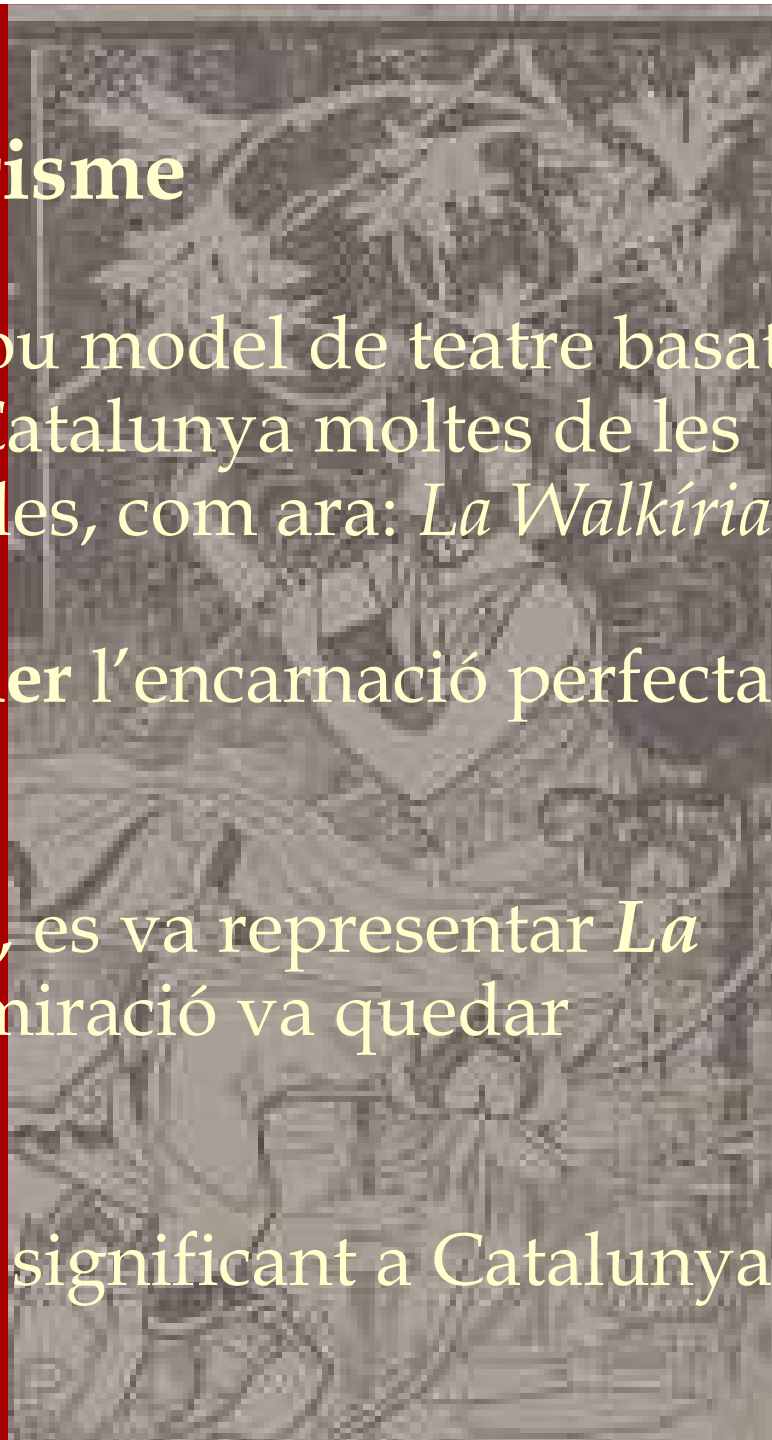 risme
ou model de teatre basat
Catalunya moltes de les
les, com ara: La Walkíria
er l’encarnació perfecta
, es va representar La
miració va quedar
significant a Catalunya